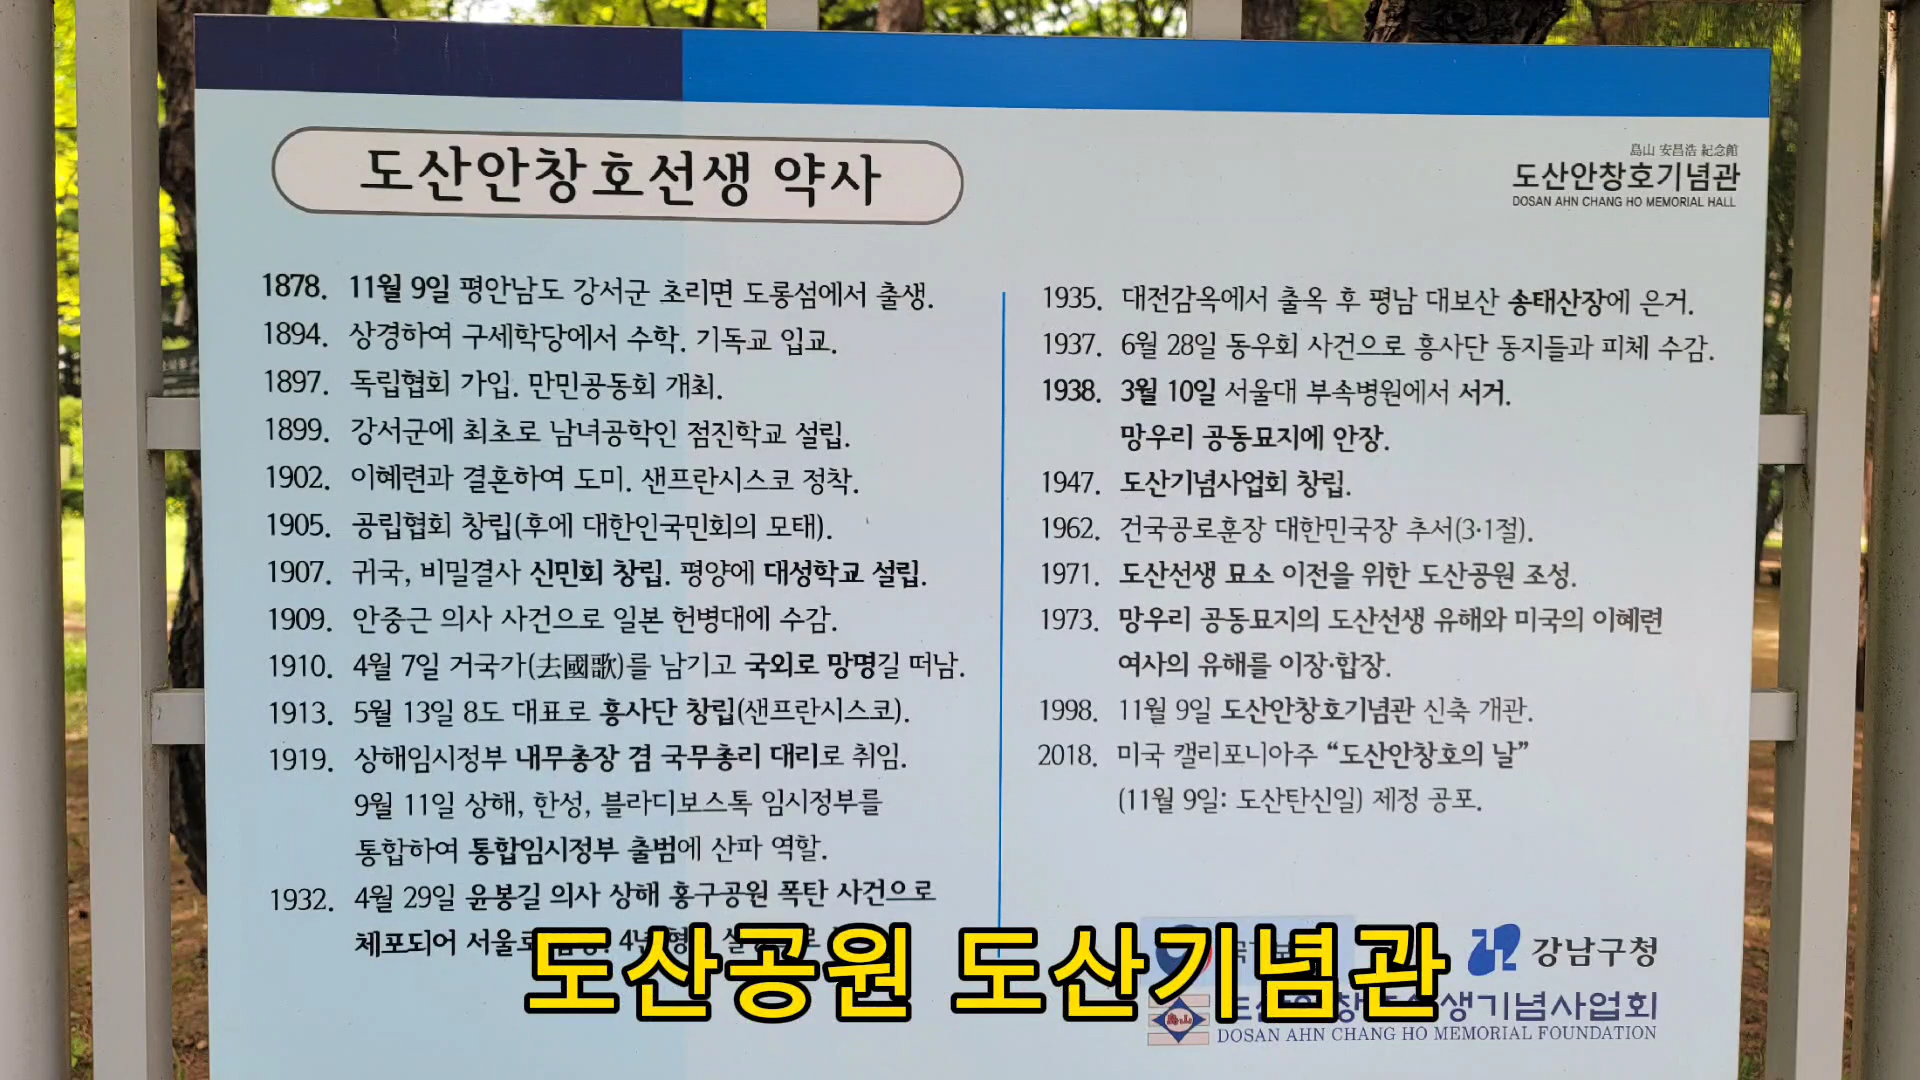 島山 安昌浩 紀念館
도산안창호기념관
DOSAN AHN CHANG HO MEMORIAL HALL
도산안창호선생 약사
1878. 11월 9일 평안남도 강서군 초리면 도롱섬에서 출생.
1894. 상경하여 구세학당에서 수학. 기독교 입교.
1897. 독립협회 가입. 만민공동회 개최.
1899. 강서군에 최초로 남녀공학인 점진학교 설립.
1902. 이혜련과 결혼하여 도미. 샌프란시스코 정착.
1905. 공립협회 창립(후에 대한인국민회의 모태).
1907. 귀국, 비밀결사 신민회 창립. 평양에 대성학교 설립.
1909. 안중근 의사 사건으로 일본 헌병대에 수감.
1910. 4월 7일 거국가(去國歌)를 남기고 국외로 망명길 떠남.
1913. 5월 13일 8도 대표로 흥사단 창립(샌프란시스코).
1919. 상해임시정부 내무총장 겸 국무총리 대리로 취임.
9월 11일 상해, 한성, 블라디보스톡 임시정부를
통합하여 통합임시정부 출범에 산파 역할.
1932. 4월 29일 윤봉길 의사 상해 홍구공원 폭탄 사건으로
체포되어 서울로
1935. 대전감옥에서 출옥 후 평남 대보산 송태산장에 은거.
1937. 6월 28일 동우회 사건으로 흥사단 동지들과 피체 수감.
1938. 3월 10일 서울대 부속병원에서 서거.
망우리 공동묘지에 안장.
1947. 도산기념사업회 창립.
1962. 건국공로훈장 대한민국장 추서(3·1절).
1971. 도산선생 묘소 이전을 위한 도산공원 조성.
1973. 망우리 공동묘지의 도산선생 유해와 미국의 이혜련
여사의 유해를 이장·합장.
1998. 11월 9일 도산안창호기념관 신축 개관.
2018. 미국 캘리포니아주 “도산안창호의 날”
(11월 9일: 도산탄신일) 제정 공포.
강남구청
기념사업회
DOSAN AHN CHANG HO MEMORIAL FOUNDATION
도산공원 도산기념관